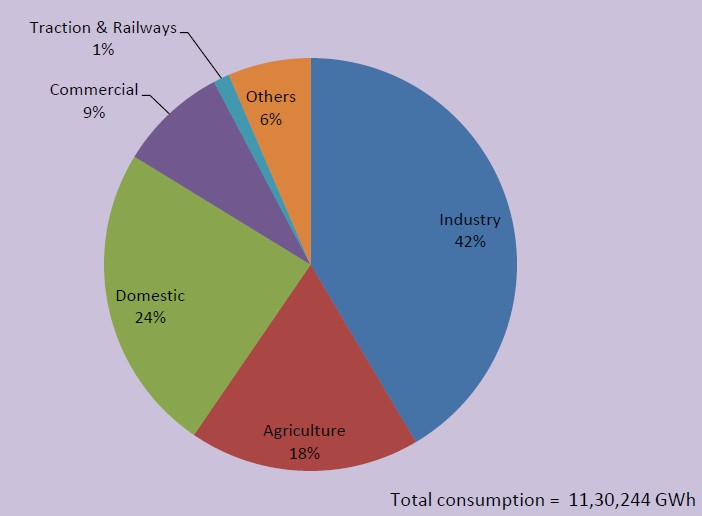 Traction & Railways
1%
Commercial
9%
Others
6%
Industry
42%
Domestic
24%
Agriculture
18%
Total consumption = 11,30,244 GWh